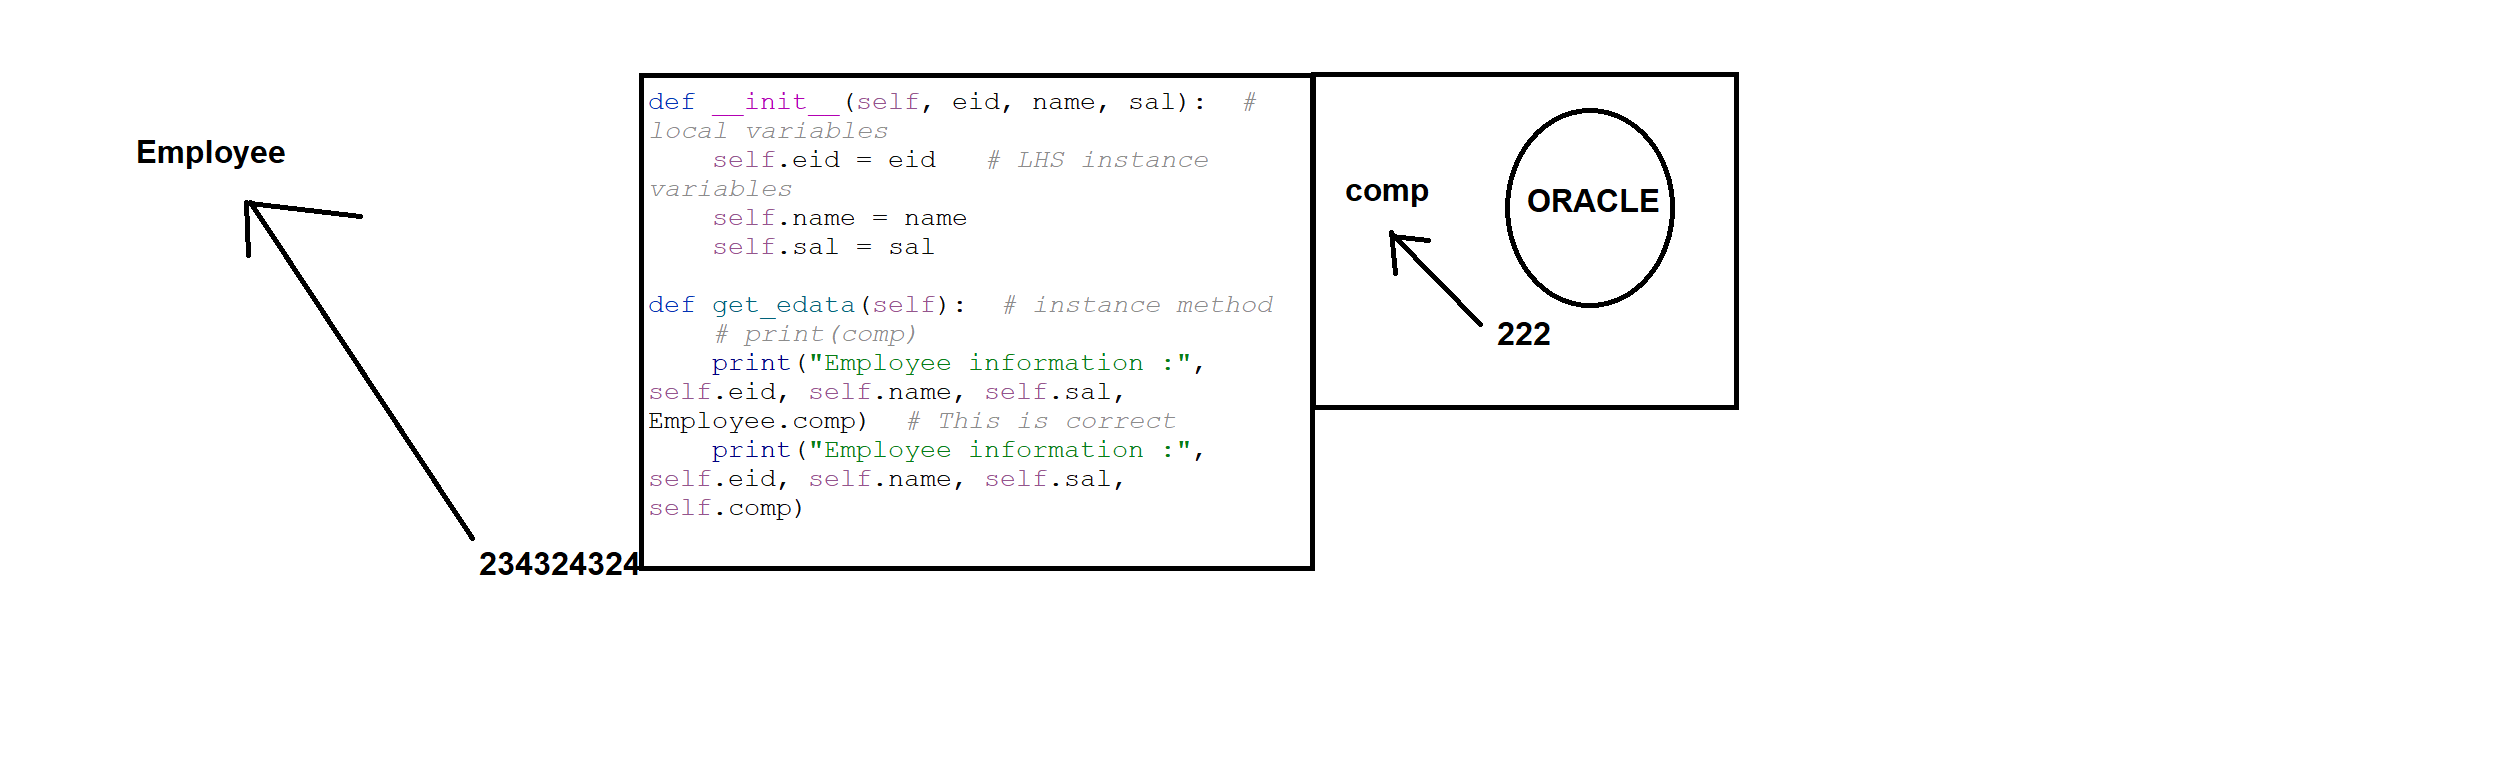 Employee
def __init__(self, eid, name, sal):  #
local variables
    self.eid = eid   # LHS instance
variables
    self.name = name
    self.sal = sal
def get_edata(self):  # instance method
    # print(comp)
    print("Employee information :",
self.eid, self.name, self.sal,
Employee.comp)  # This is correct
    print("Employee information :",
self.eid, self.name, self.sal,
self.comp)
234324324
comp
ORACLE
222